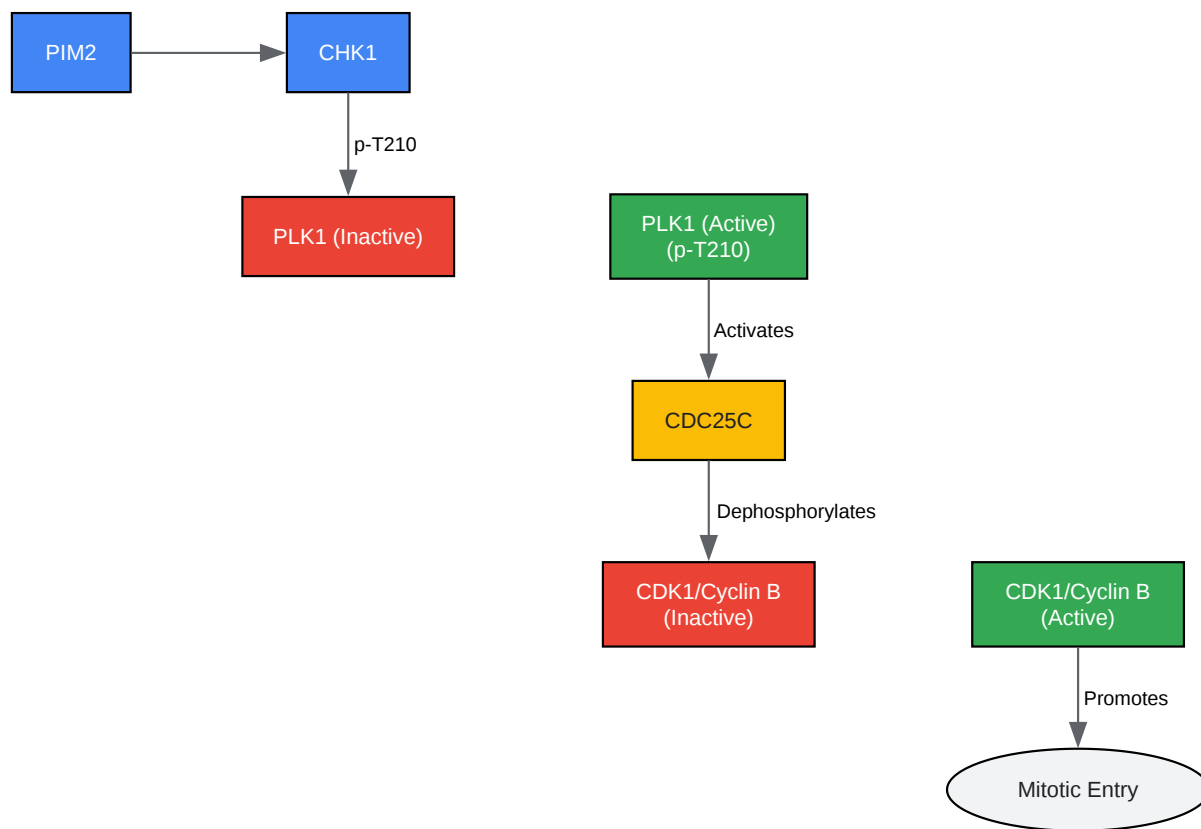 PIM2
CHK1
p-T210
PLK1 (Inactive)
PLK1 (Active)
(p-T210)
Activates
CDC25C
Dephosphorylates
CDK1/Cyclin B
(Inactive)
CDK1/Cyclin B
(Active)
Promotes
Mitotic Entry